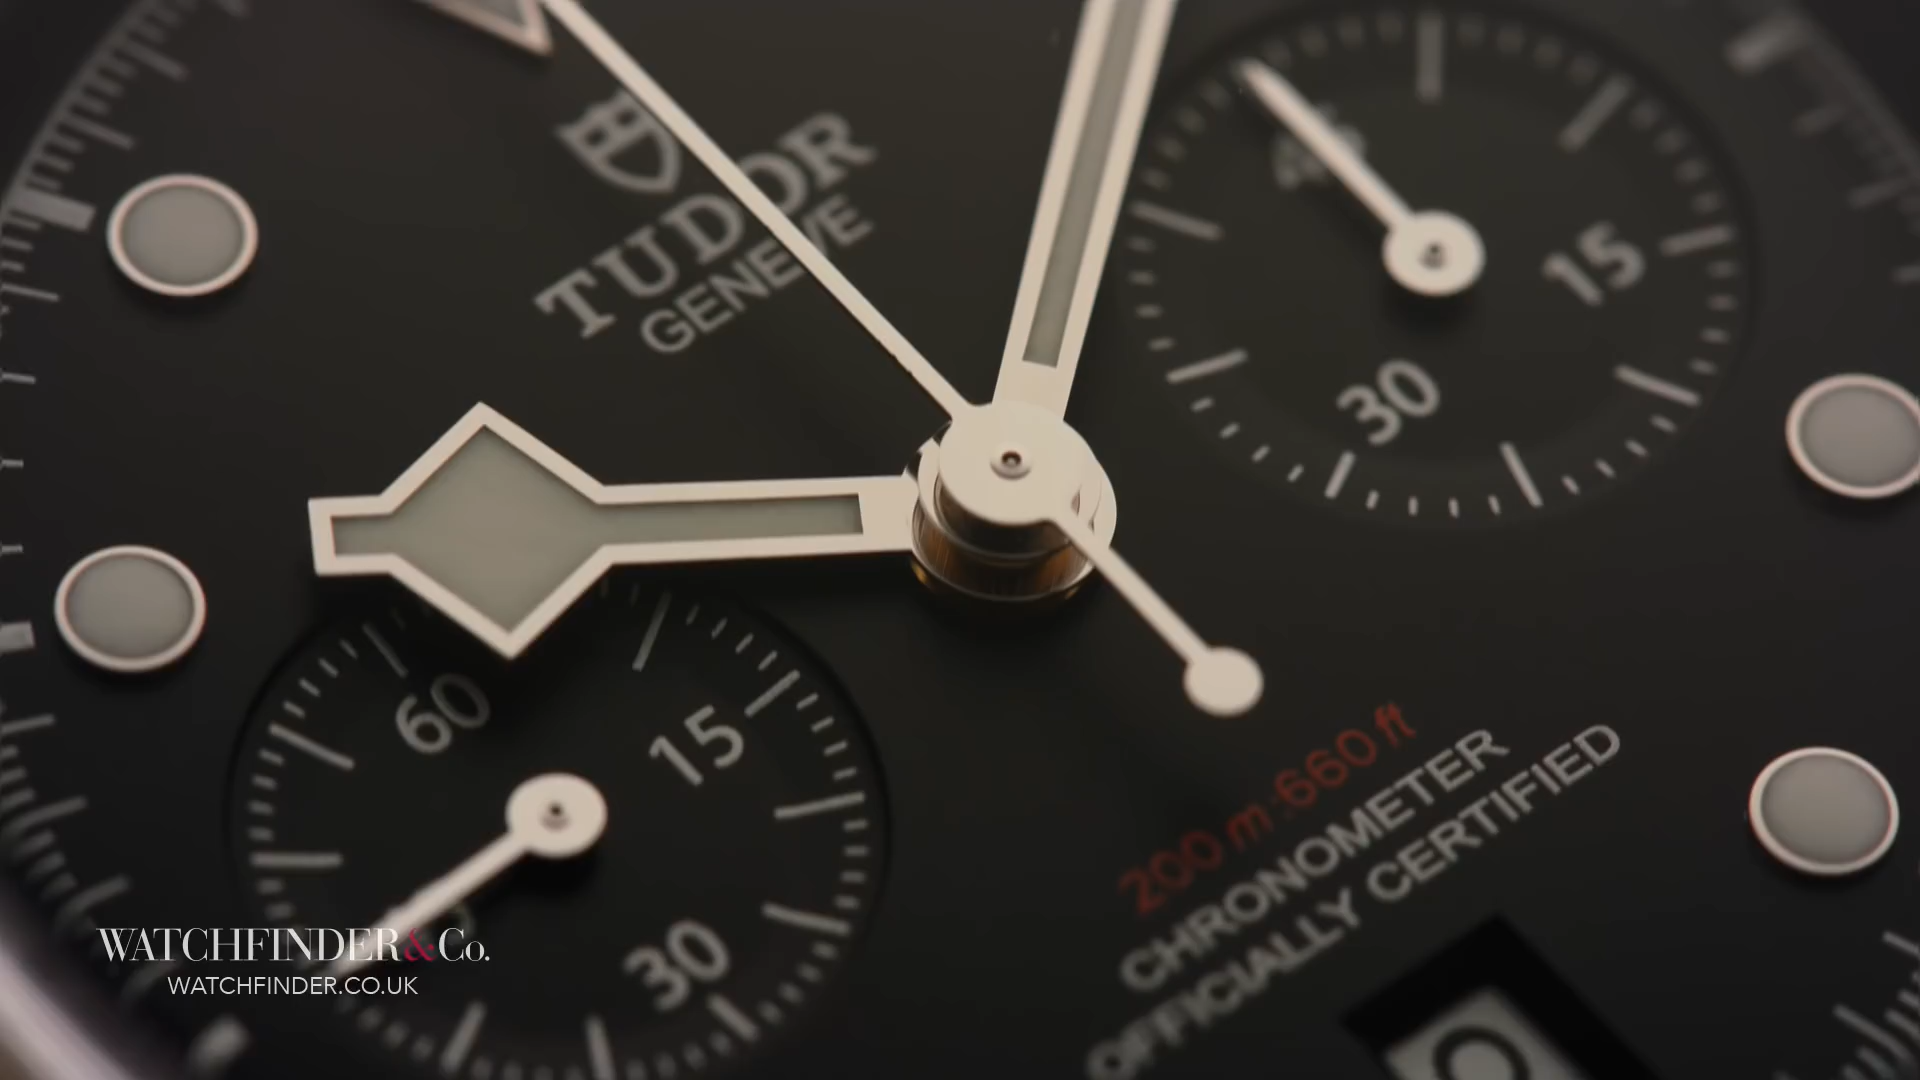 TUDOR
GENEVE
15
30
60
15
30
200 m:660 ft
CHRONOMETER
OFFICIALLY CERTIFIED
WATCHFINDER&Co.
WATCHFINDER.CO.UK